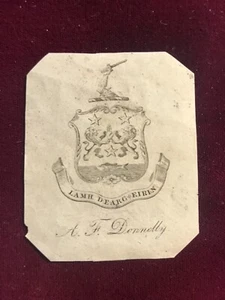 LAMH DEARG EIRIN
A. F. Donnelly